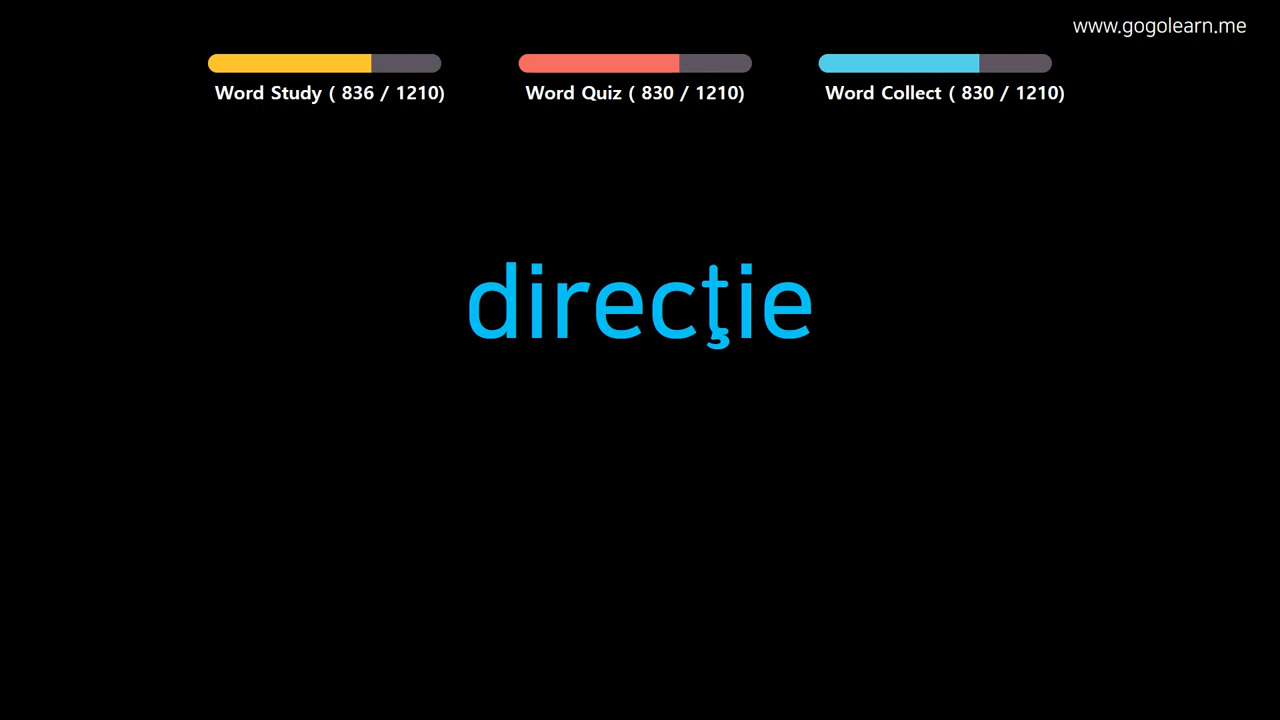 www.gogolearn.me
Word Study ( 836 / 1210)
Word Quiz ( 830 / 1210)
Word Collect ( 830 / 1210)
direcţie